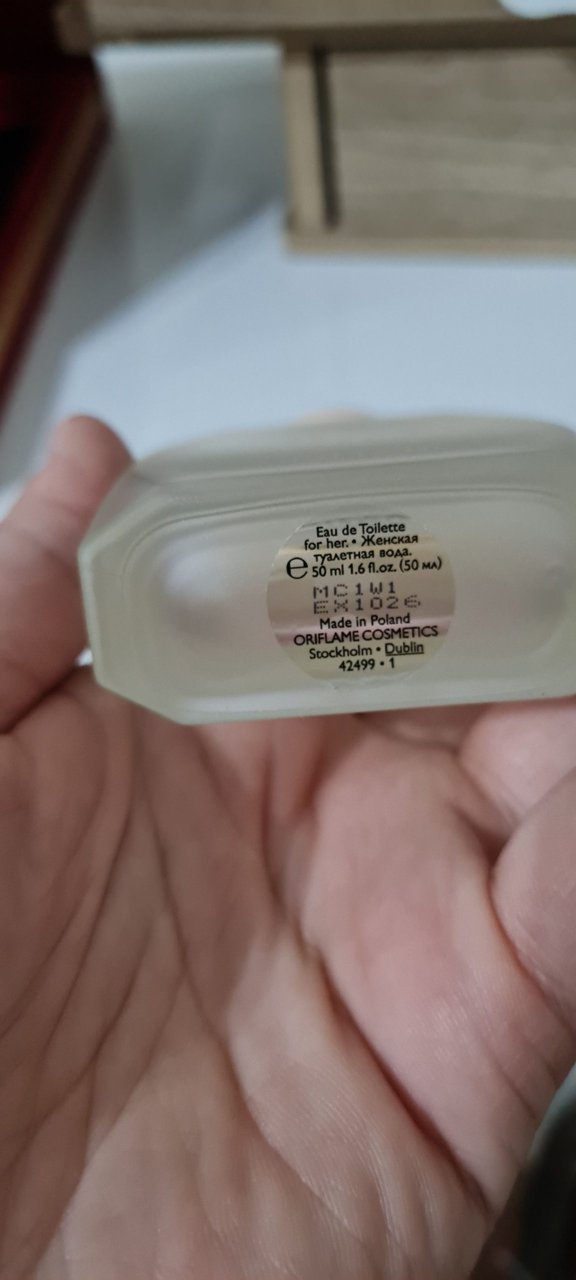 Eau de Toilette
for her. • Женская
туалетная вода.
℮ 50 ml 1.6 fl.oz. (50 мл)
MC1W1
EX1026
Made in Poland
ORIFLAME COSMETICS
Stockholm • Dublin
42499 • 1